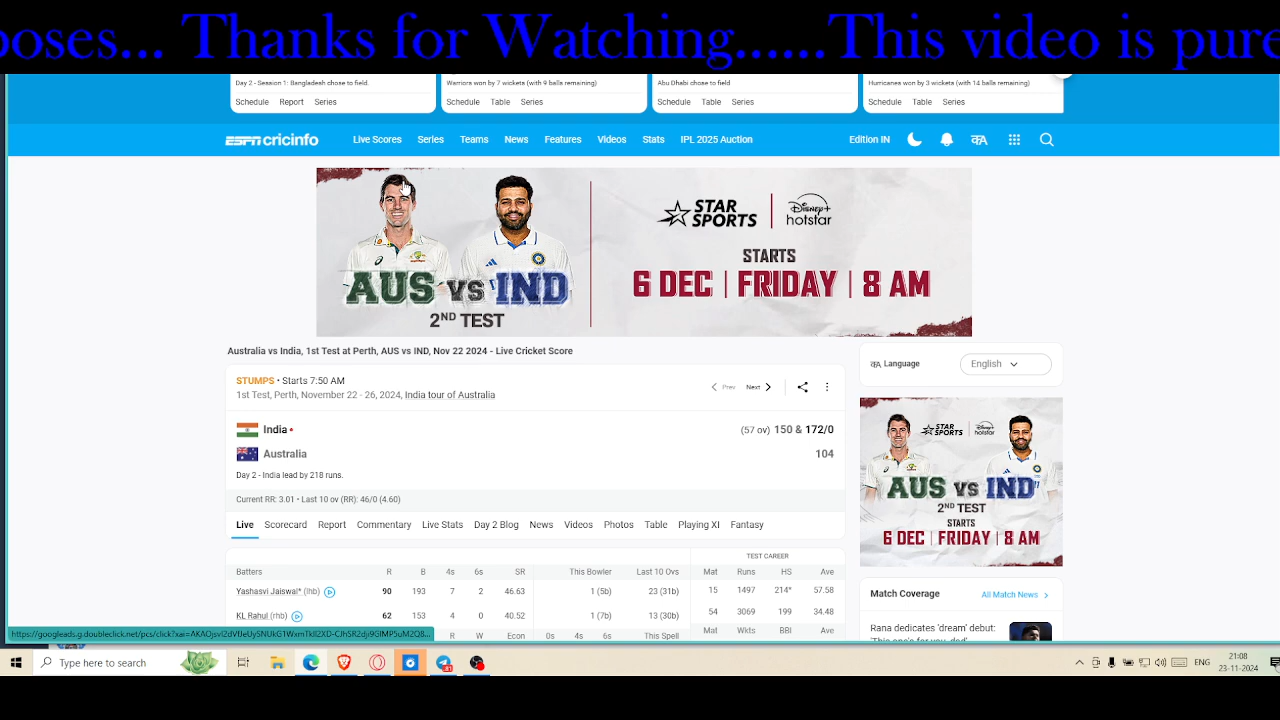 poses... Thanks for Watching......This video is pure
Day 2 - Session 1: Bangladesh chose to field.
Warriors won by 7 wickets (with 9 balls remaining)
Abu Dhabi chose to field
Hurricanes won by 3 wickets (with 14 balls remaining)
Schedule Report Series
Schedule Table Series
Schedule Table Series
Schedule Table Series
ESPN cricinfo Live Scores Series Teams News Features Videos Stats IPL 2025 Auction Edition IN
STAR SPORTS Disney+ hotstar
AUS vs IND
2ND TEST
STARTS
6 DEC | FRIDAY | 8 AM
Australia vs India, 1st Test at Perth, AUS vs IND, Nov 22 2024 - Live Cricket Score
Language English
STUMPS • Starts 7:50 AM
Prev Next
1st Test, Perth, November 22 - 26, 2024, India tour of Australia
India • (57 ov) 150 & 172/0
Australia 104
Day 2 - India lead by 218 runs.
Current RR: 3.01 • Last 10 ov (RR): 46/0 (4.60)
Live Scorecard Report Commentary Live Stats Day 2 Blog News Videos Photos Table Playing XI Fantasy
TEST CAREER
Batters R B 4s 6s SR This Bowler Last 10 Ovs Mat Runs HS Ave
Yashasvi Jaiswal* (lhb) 90 193 7 2 46.63 1 (5b) 23 (31b) 15 1497 214* 57.58
KL Rahul (rhb) 62 153 4 0 40.52 1 (7b) 13 (30b) 54 3069 199 34.48
R W Econ 0s 4s 6s This Spell Mat Wkts BBI Ave
STAR SPORTS Disney+ hotstar
AUS vs IND
2ND TEST
STARTS
6 DEC | FRIDAY | 8 AM
Match Coverage All Match News
Rana dedicates 'dream' debut:
'This one's for you, dad'
Type here to search
ENG
21:08
23-11-2024